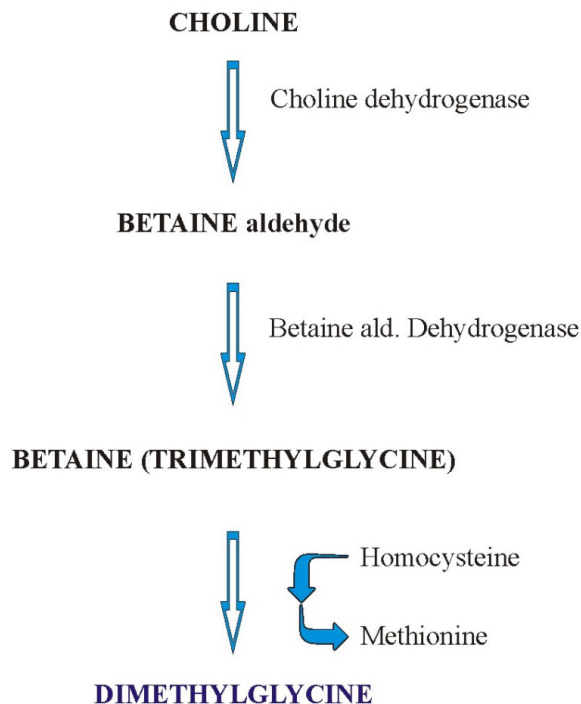 CHOLINE
Choline dehydrogenase
BETAINE aldehyde
Betaine ald. Dehydrogenase
BETAINE (TRIMETHYLGLYCINE)
Homocysteine
Methionine
DIMETHYLGLYCINE